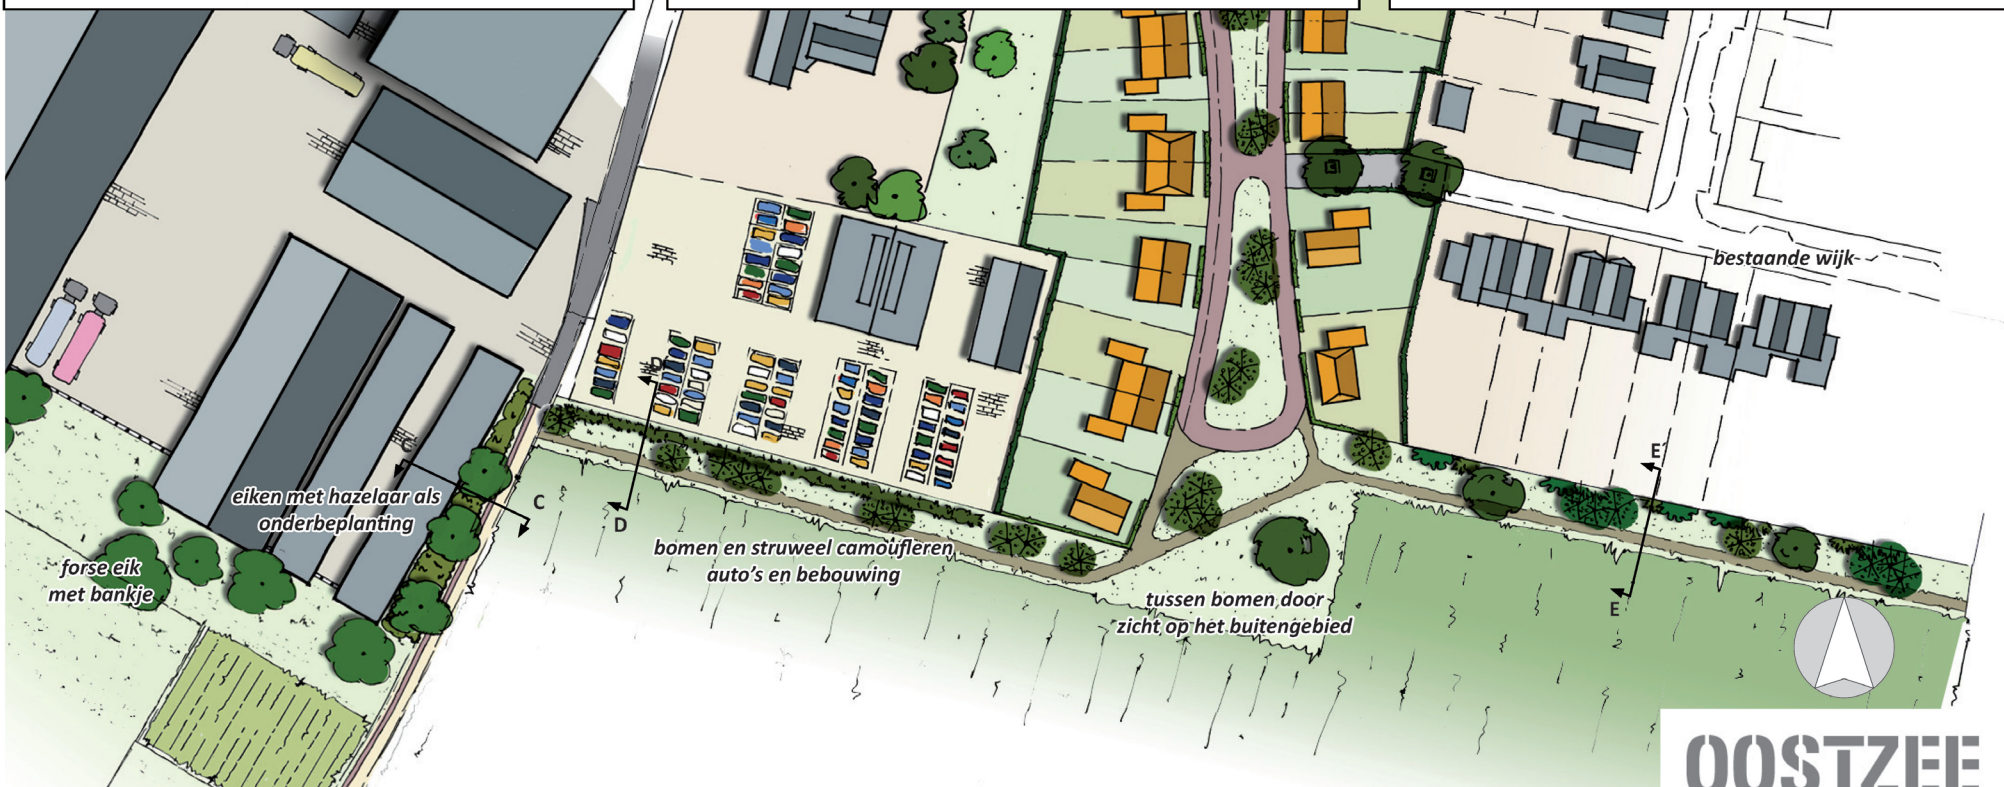 bestaande wijk
D
E
eiken met hazelaar als
onderbeplanting
C
D
bomen en struweel camoufleren
auto's en bebouwing
forse eik
met bankje
tussen bomen door
zicht op het buitengebied
E
OOSTZEE